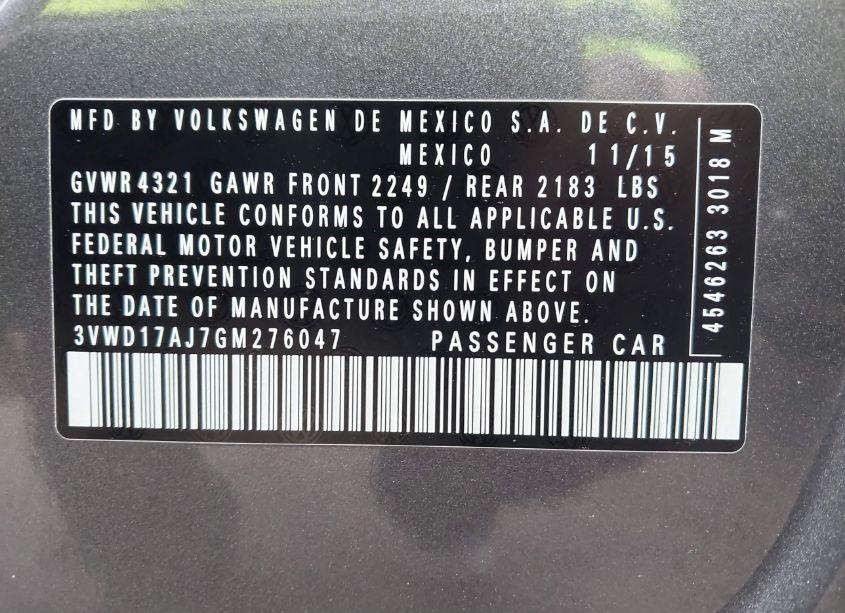 MFD BY VOLKSWAGEN DE MEXICO S.A. DE C.V.
MEXICO 11/15
GVWR4321 GAWR FRONT 2249 / REAR 2183 LBS
THIS VEHICLE CONFORMS TO ALL APPLICABLE U.S.
FEDERAL MOTOR VEHICLE SAFETY, BUMPER AND
THEFT PREVENTION STANDARDS IN EFFECT ON
THE DATE OF MANUFACTURE SHOWN ABOVE.
3VWD17AJ7GM276047 PASSENGER CAR
4546263 3018 M